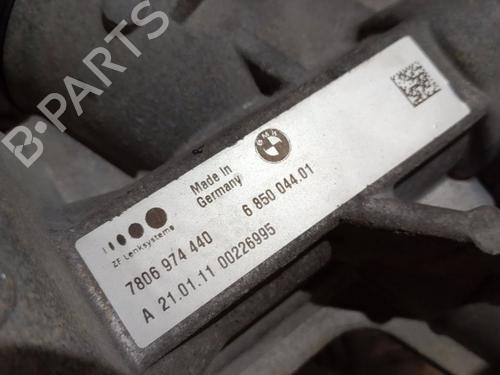 B-PARTS
BMW
Made in
Germany
ZF Lenksysteme
7806 974 440 6 850 044.01
A 21.01.11 00226995